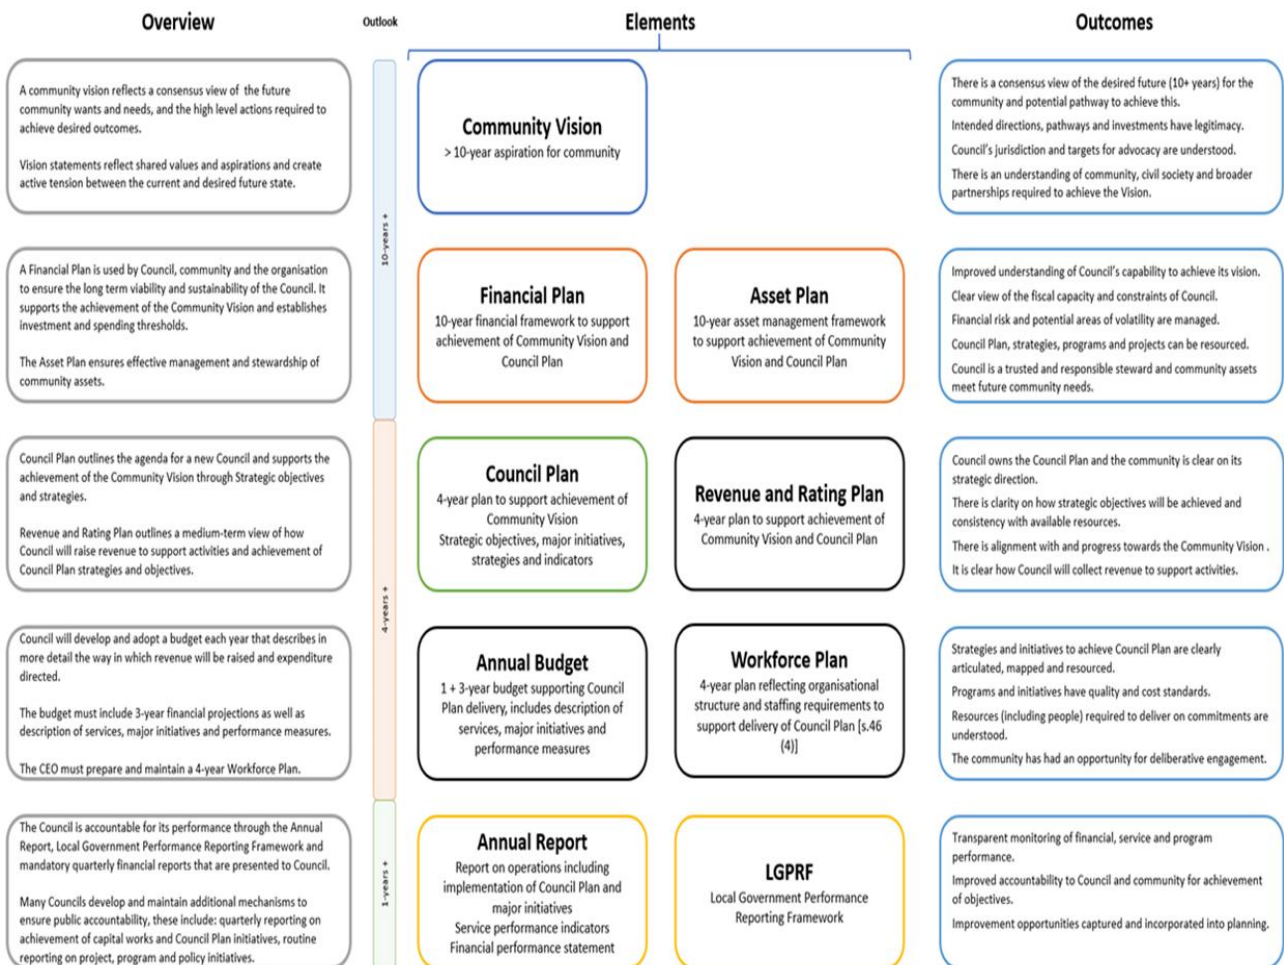 Overview
Outlook
Elements
Outcomes
A community vision reflects a consensus view of the future
community wants and needs, and the high level actions required to
achieve desired outcomes.
Vision statements reflect shared values and aspirations and create
active tension between the current and desired future state.
10-years +
Community Vision
> 10-year aspiration for community
There is a consensus view of the desired future (10+ years) for the
community and potential pathway to achieve this.
Intended directions, pathways and investments have legitimacy.
Council's jurisdiction and targets for advocacy are understood.
There is an understanding of community, civil society and broader
partnerships required to achieve the Vision.
A Financial Plan is used by Council, community and the organisation
to ensure the long term viability and sustainability of the Council. It
supports the achievement of the Community Vision and establishes
investment and spending thresholds.
The Asset Plan ensures effective management and stewardship of
community assets.
Financial Plan
10-year financial framework to support
achievement of Community Vision and
Council Plan
Asset Plan
10-year asset management framework
to support achievement of Community
Vision and Council Plan
Improved understanding of Council's capability to achieve its vision.
Clear view of the fiscal capacity and constraints of Council.
Financial risk and potential areas of volatility are managed.
Council Plan, strategies, programs and projects can be resourced.
Council is a trusted and responsible steward and community assets
meet future community needs.
Council Plan outlines the agenda for a new Council and supports the
achievement of the Community Vision through Strategic objectives
and strategies.
Revenue and Rating Plan outlines a medium-term view of how
Council will raise revenue to support activities and achievement of
Council Plan strategies and objectives.
4-years +
Council Plan
4-year plan to support achievement of
Community Vision
Strategic objectives, major initiatives,
strategies and indicators
Revenue and Rating Plan
4-year plan to support achievement of
Community Vision and Council Plan
Council owns the Council Plan and the community is clear on its
strategic direction.
There is clarity on how strategic objectives will be achieved and
consistency with available resources.
There is alignment with and progress towards the Community Vision .
It is clear how Council will collect revenue to support activities.
Council will develop and adopt a budget each year that describes in
more detail the way in which revenue will be raised and expenditure
directed.
The budget must include 3-year financial projections as well as
description of services, major initiatives and performance measures.
The CEO must prepare and maintain a 4-year Workforce Plan.
Annual Budget
1 + 3-year budget supporting Council
Plan delivery, includes description of
services, major initiatives and
performance measures
Workforce Plan
4-year plan reflecting organisational
structure and staffing requirements to
support delivery of Council Plan [s.46
(4)]
Strategies and initiatives to achieve Council Plan are clearly
articulated, mapped and resourced.
Programs and initiatives have quality and cost standards.
Resources (including people) required to deliver on commitments are
understood.
The community has had an opportunity for deliberative engagement.
The Council is accountable for its performance through the Annual
Report, Local Government Performance Reporting Framework and
mandatory quarterly financial reports that are presented to Council.
Many Councils develop and maintain additional mechanisms to
ensure public accountability, these include: quarterly reporting on
achievement of capital works and Council Plan initiatives, routine
reporting on project, program and policy initiatives.
1-years +
Annual Report
Report on operations including
implementation of Council Plan and
major initiatives
Service performance indicators
Financial performance statement
LGPRF
Local Government Performance
Reporting Framework
Transparent monitoring of financial, service and program
performance.
Improved accountability to Council and community for achievement
of objectives.
Improvement opportunities captured and incorporated into planning.